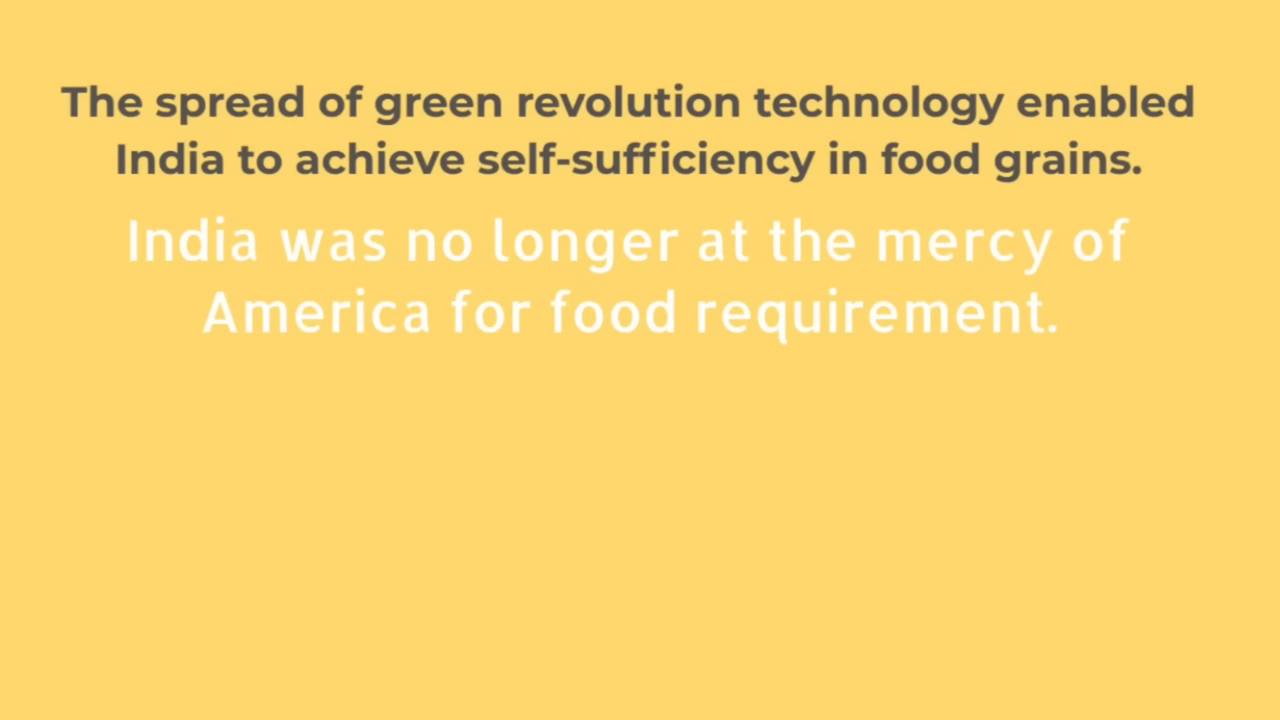 The spread of green revolution technology enabled
India to achieve self-sufficiency in food grains.
India was no longer at the mercy of
America for food requirement.